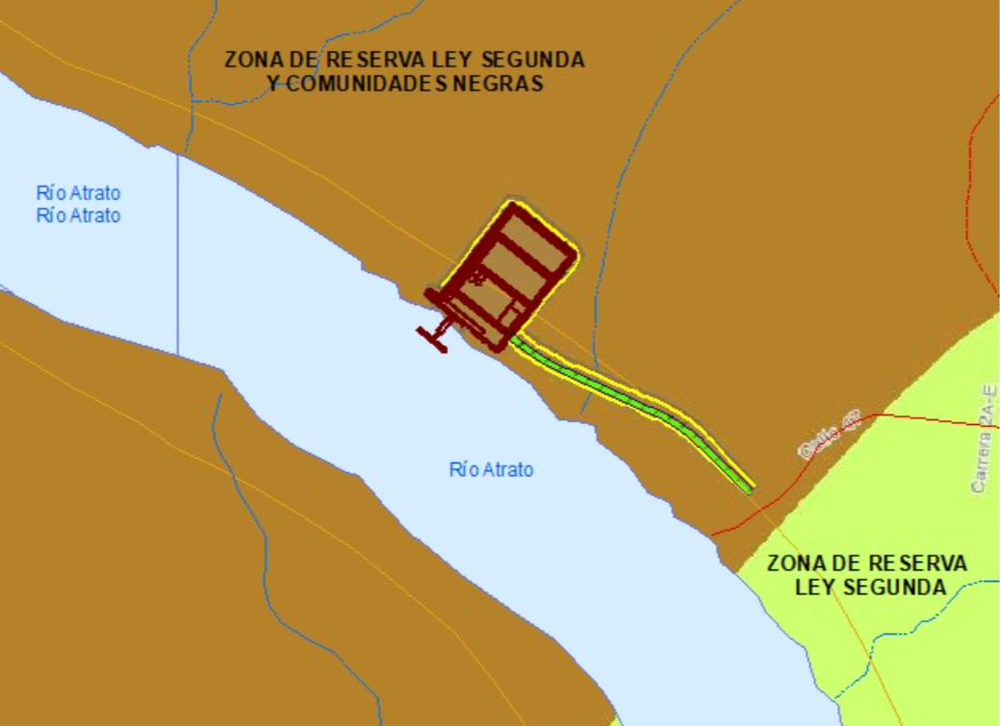 ZONA DE RESERVA LEY SEGUNDA
Y COMUNIDADES NEGRAS
Río Atrato
Río Atrato
Río Atrato
Carrera 2A-E
ZONA DE RESERVA
LEY SEGUNDA